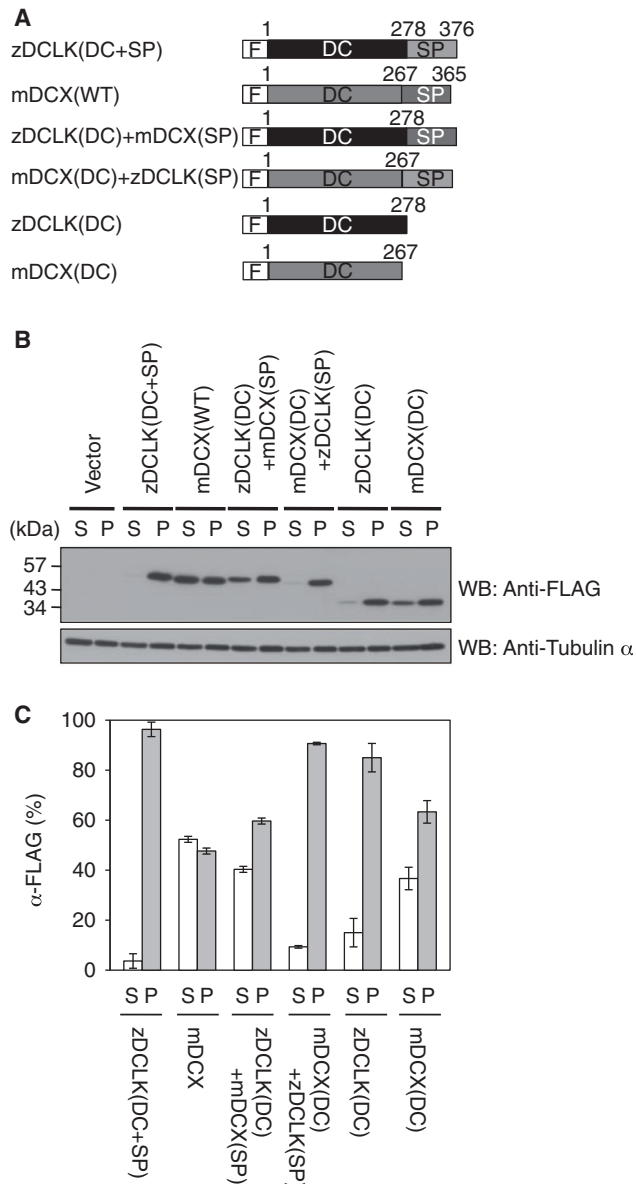 A
1 278 376
zDCLK(DC+SP) F DC SP
1 267 365
mDCX(WT) F DC SP
1 278
zDCLK(DC)+mDCX(SP) F DC SP
1 267
mDCX(DC)+zDCLK(SP) F DC SP
1 278
zDCLK(DC) F DC
1 267
mDCX(DC) F DC
B
Vector
zDCLK(DC+SP)
mDCX(WT)
zDCLK(DC)
+mDCX(SP)
mDCX(DC)
+zDCLK(SP)
zDCLK(DC)
mDCX(DC)
(kDa) S P S P S P S P S P S P S P
57
43
34
WB: Anti-FLAG
WB: Anti-Tubulin α
C
α-FLAG (%)
100
80
60
40
20
0
S P S P S P S P S P S P
zDCLK(DC+SP)
mDCX
zDCLK(DC)
+mDCX(SP)
mDCX(DC)
+zDCLK(SP)
zDCLK(DC)
mDCX(DC)